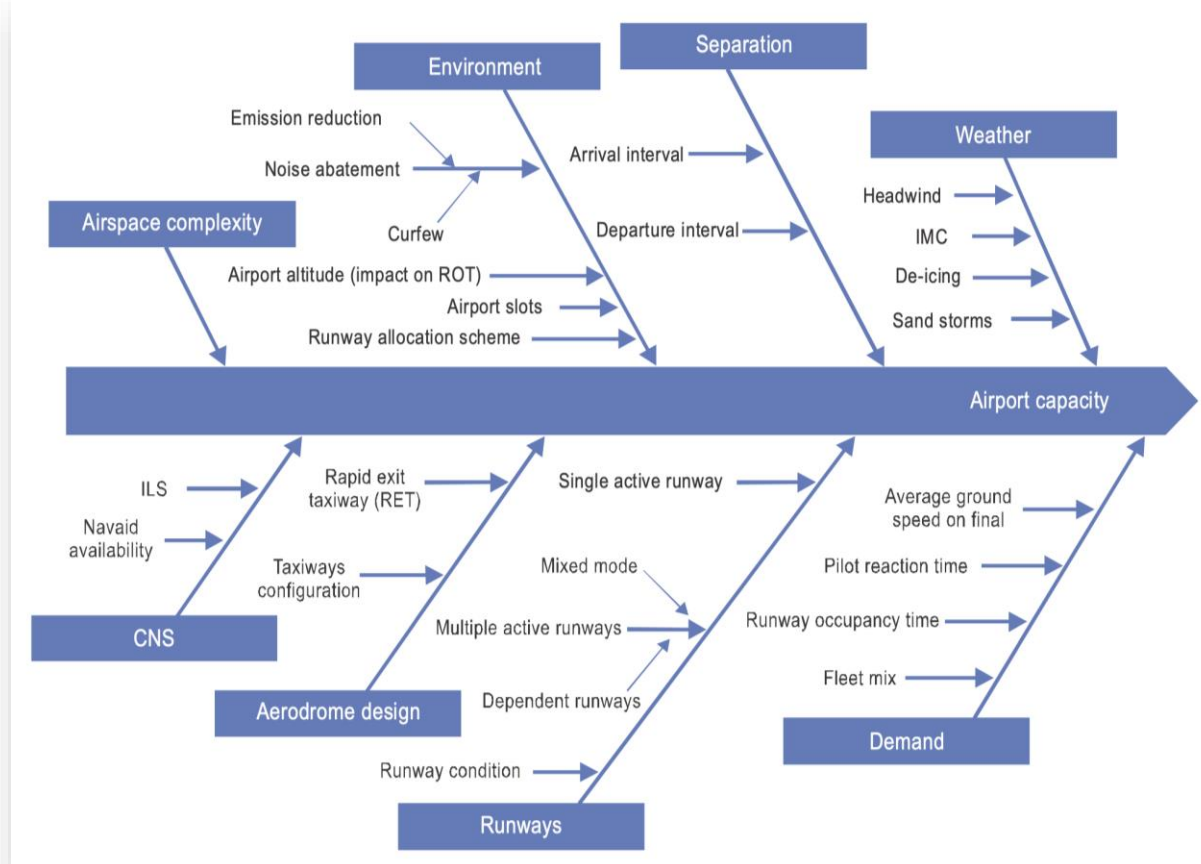 Separation
Environment
Emission reduction
Weather
Arrival interval
Noise abatement
Headwind
Airspace complexity
Departure interval
Curfew
IMC
Airport altitude (impact on ROT)
De-icing
Airport slots
Sand storms
Runway allocation scheme
Airport capacity
Rapid exit
taxiway (RET)
Single active runway
ILS
Average ground
speed on final
Navaid
availability
Mixed mode
Pilot reaction time
Taxiways
configuration
Multiple active runways
Runway occupancy time
CNS
Fleet mix
Dependent runways
Aerodrome design
Demand
Runway condition
Runways